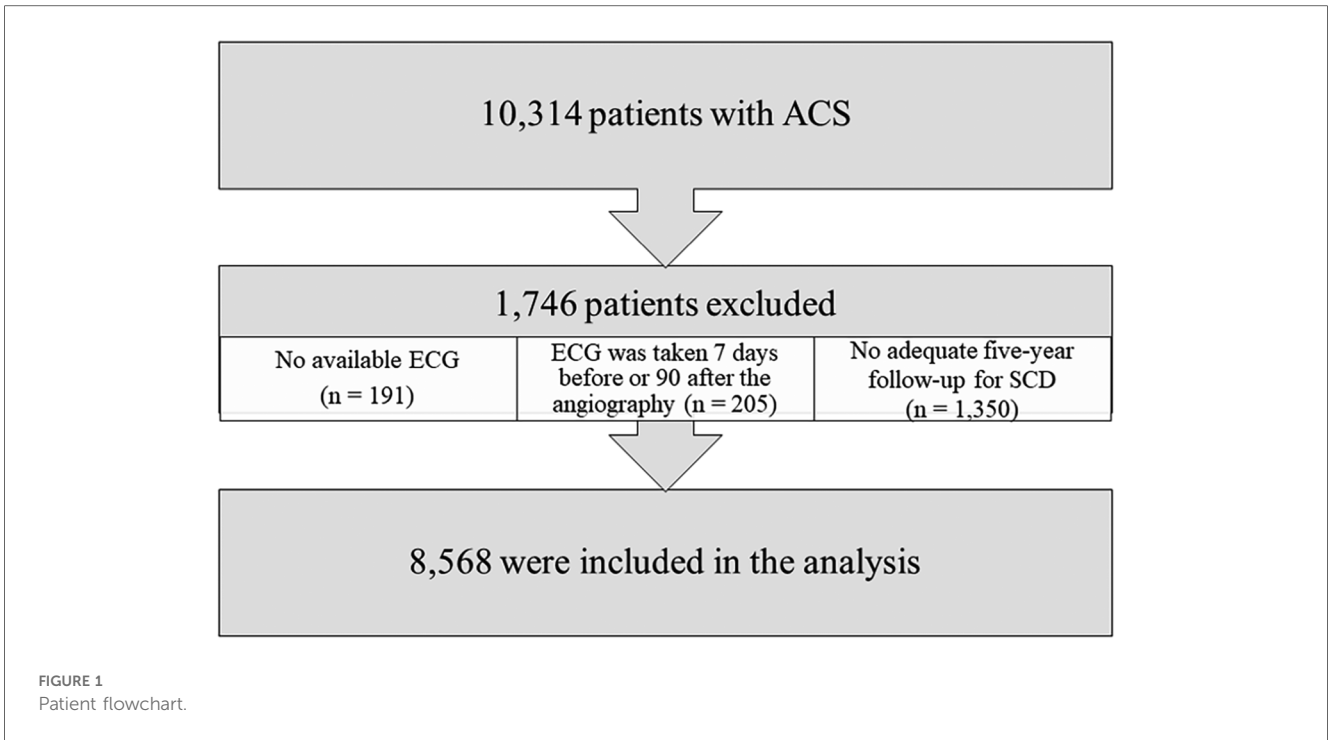 10,314 patients with ACS
1,746 patients excluded
No available ECG
(n = 191)
ECG was taken 7 days
before or 90 after the
angiography (n = 205)
No adequate five-year
follow-up for SCD
(n = 1,350)
8,568 were included in the analysis
FIGURE 1
Patient flowchart.